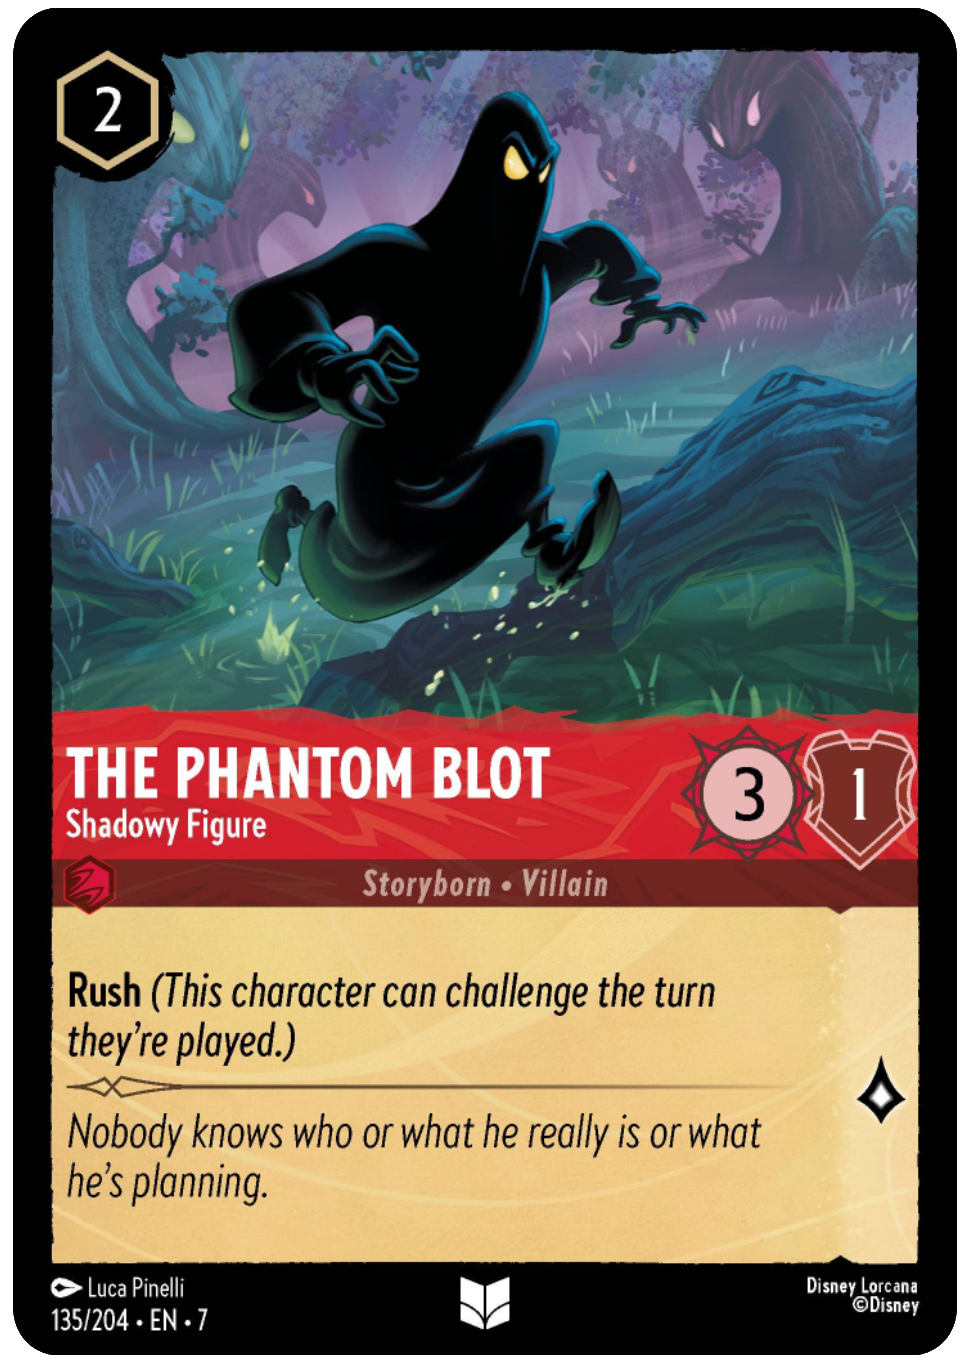 2
THE PHANTOM BLOT
Shadowy Figure
3
1
Storyborn • Villain
Rush (This character can challenge the turn
they're played.)
Nobody knows who or what he really is or what
he's planning.
Luca Pinelli
135/204 • EN • 7
Disney Lorcana
©Disney